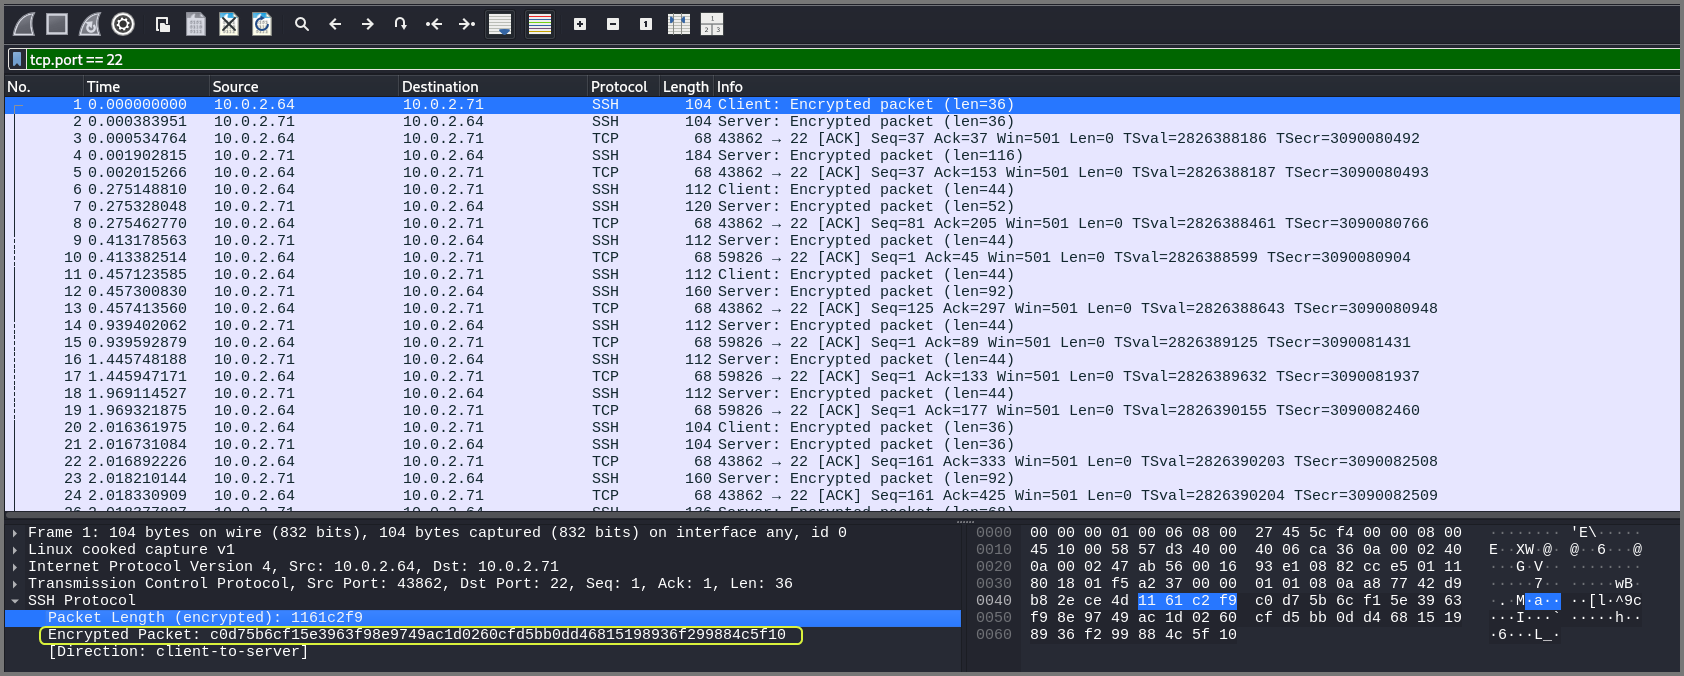 tcp.port == 22
No. Time Source Destination Protocol Length Info
1 0.000000000 10.0.2.64 10.0.2.71 SSH 104 Client: Encrypted packet (len=36)
2 0.000383951 10.0.2.71 10.0.2.64 SSH 104 Server: Encrypted packet (len=36)
3 0.000534764 10.0.2.64 10.0.2.71 TCP 68 43862 → 22 [ACK] Seq=37 Ack=37 Win=501 Len=0 TSval=2826388186 TSecr=3090080492
4 0.001902815 10.0.2.71 10.0.2.64 SSH 184 Server: Encrypted packet (len=116)
5 0.002015266 10.0.2.64 10.0.2.71 TCP 68 43862 → 22 [ACK] Seq=37 Ack=153 Win=501 Len=0 TSval=2826388187 TSecr=3090080493
6 0.275148810 10.0.2.64 10.0.2.71 SSH 112 Client: Encrypted packet (len=44)
7 0.275328048 10.0.2.71 10.0.2.64 SSH 120 Server: Encrypted packet (len=52)
8 0.275462770 10.0.2.64 10.0.2.71 TCP 68 43862 → 22 [ACK] Seq=81 Ack=205 Win=501 Len=0 TSval=2826388461 TSecr=3090080766
9 0.413178563 10.0.2.71 10.0.2.64 SSH 112 Server: Encrypted packet (len=44)
10 0.413382514 10.0.2.64 10.0.2.71 TCP 68 59826 → 22 [ACK] Seq=1 Ack=45 Win=501 Len=0 TSval=2826388599 TSecr=3090080904
11 0.457123585 10.0.2.64 10.0.2.71 SSH 112 Client: Encrypted packet (len=44)
12 0.457300830 10.0.2.71 10.0.2.64 SSH 160 Server: Encrypted packet (len=92)
13 0.457413560 10.0.2.64 10.0.2.71 TCP 68 43862 → 22 [ACK] Seq=125 Ack=297 Win=501 Len=0 TSval=2826388643 TSecr=3090080948
14 0.939402062 10.0.2.71 10.0.2.64 SSH 112 Server: Encrypted packet (len=44)
15 0.939592879 10.0.2.64 10.0.2.71 TCP 68 59826 → 22 [ACK] Seq=1 Ack=89 Win=501 Len=0 TSval=2826389125 TSecr=3090081431
16 1.445748188 10.0.2.71 10.0.2.64 SSH 112 Server: Encrypted packet (len=44)
17 1.445947171 10.0.2.64 10.0.2.71 TCP 68 59826 → 22 [ACK] Seq=1 Ack=133 Win=501 Len=0 TSval=2826389632 TSecr=3090081937
18 1.969114527 10.0.2.71 10.0.2.64 SSH 112 Server: Encrypted packet (len=44)
19 1.969321875 10.0.2.64 10.0.2.71 TCP 68 59826 → 22 [ACK] Seq=1 Ack=177 Win=501 Len=0 TSval=2826390155 TSecr=3090082460
20 2.016361975 10.0.2.64 10.0.2.71 SSH 104 Client: Encrypted packet (len=36)
21 2.016731084 10.0.2.71 10.0.2.64 SSH 104 Server: Encrypted packet (len=36)
22 2.016892226 10.0.2.64 10.0.2.71 TCP 68 43862 → 22 [ACK] Seq=161 Ack=333 Win=501 Len=0 TSval=2826390203 TSecr=3090082508
23 2.018210144 10.0.2.71 10.0.2.64 SSH 160 Server: Encrypted packet (len=92)
24 2.018330909 10.0.2.64 10.0.2.71 TCP 68 43862 → 22 [ACK] Seq=161 Ack=425 Win=501 Len=0 TSval=2826390204 TSecr=3090082509
Frame 1: 104 bytes on wire (832 bits), 104 bytes captured (832 bits) on interface any, id 0
Linux cooked capture v1
Internet Protocol Version 4, Src: 10.0.2.64, Dst: 10.0.2.71
Transmission Control Protocol, Src Port: 43862, Dst Port: 22, Seq: 1, Ack: 1, Len: 36
SSH Protocol
Packet Length (encrypted): 1161c2f9
Encrypted Packet: c0d75b6cf15e3963f98e9749ac1d0260cfd5bb0dd46815198936f299884c5f10
[Direction: client-to-server]
0000 00 00 00 01 00 06 08 00 27 45 5c f4 00 00 08 00 ········ 'E\·····
0010 45 10 00 58 57 d3 40 00 40 06 ca 36 0a 00 02 40 E··XW·@· @··6···@
0020 0a 00 02 47 ab 56 00 16 93 e1 08 82 cc e5 01 11 ···G·V·· ········
0030 80 18 01 f5 a2 37 00 00 01 01 08 0a a8 77 42 d9 ·····7·· ·····wB·
0040 b8 2e ce 4d 11 61 c2 f9 c0 d7 5b 6c f1 5e 39 63 ·.·M·a·· ··[l·^9c
0050 f9 8e 97 49 ac 1d 02 60 cf d5 bb 0d d4 68 15 19 ···I···` ·····h··
0060 89 36 f2 99 88 4c 5f 10 ·6···L_·